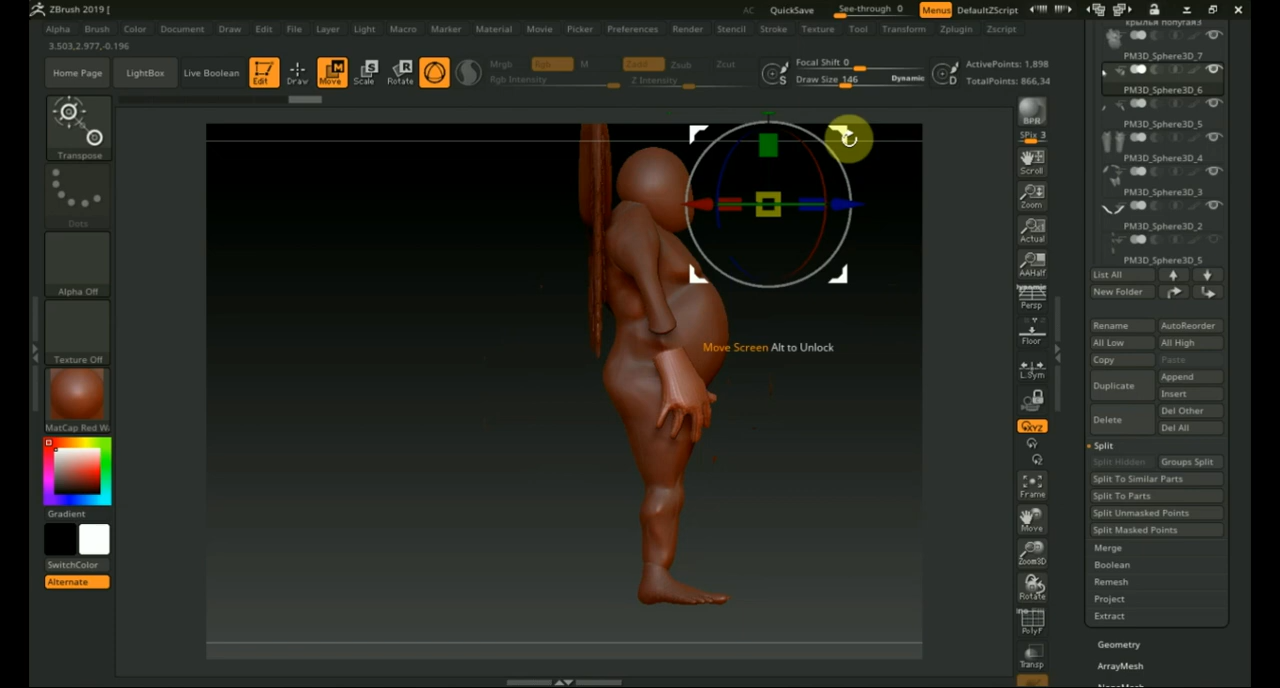 ZBrush 2019 [
AC QuickSave See-through 0 Menus DefaultZScript
Alpha Brush Color Document Draw Edit File Layer Light Macro Marker Material Movie Picker Preferences Render Stencil Stroke Texture Tool Transform Zplugin Zscript
3.503,2.977,-0.196
Home Page LightBox Live Boolean Edit Draw Move Scale Rotate Mrgb Rgb M Zadd Zsub Zcut Focal Shift 0 ActivePoints: 1,898
Rgb Intensity Z Intensity Draw Size 146 Dynamic TotalPoints: 866,34
S D
Transpose
Dots
Alpha Off
Texture Off
MatCap Red W
Gradient
SwitchColor
Alternate
Move Screen Alt to Unlock
BPR
SPix 3
Scroll
Zoom
Actual
AAHalf
Dynamic
Persp
Floor
L.Sym
XYZ
Frame
Move
Zoom3D
Rotate
PolyF
Transp
крылья попугая3
PM3D_Sphere3D_7
PM3D_Sphere3D_6
PM3D_Sphere3D_5
PM3D_Sphere3D_4
PM3D_Sphere3D_3
PM3D_Sphere3D_2
PM3D_Sphere3D_5
List All
New Folder
Rename AutoReorder
All Low All High
Copy Paste
Duplicate Append
Insert
Delete Del Other
Del All
Split
Split Hidden Groups Split
Split To Similar Parts
Split To Parts
Split Unmasked Points
Split Masked Points
Merge
Boolean
Remesh
Project
Extract
Geometry
ArrayMesh
NanoMesh